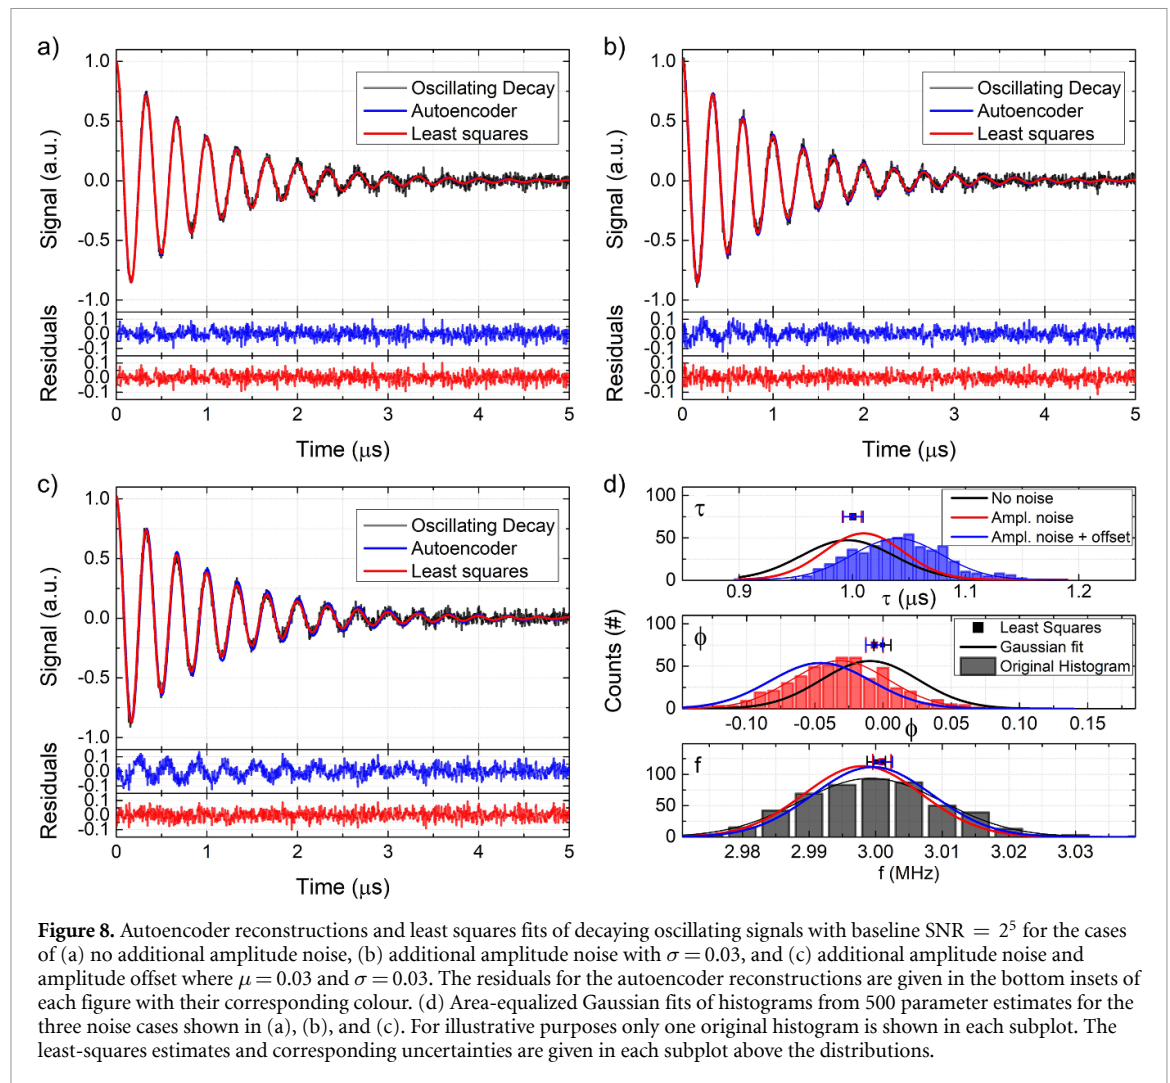 a)
1.0
0.5
0.0
-0.5
-1.0
Signal (a.u.)
Oscillating Decay
Autoencoder
Least squares
0.1
0.0
-0.1
0.1
0.0
-0.1
Residuals
0 1 2 3 4 5
Time (μs)
b)
1.0
0.5
0.0
-0.5
-1.0
Signal (a.u.)
Oscillating Decay
Autoencoder
Least squares
0.1
0.0
-0.1
0.1
0.0
-0.1
Residuals
0 1 2 3 4 5
Time (μs)
c)
1.0
0.5
0.0
-0.5
-1.0
Signal (a.u.)
Oscillating Decay
Autoencoder
Least squares
0.1
0.0
-0.1
0.1
0.0
-0.1
Residuals
0 1 2 3 4 5
Time (μs)
d)
100
50
0
τ
No noise
Ampl. noise
Ampl. noise + offset
0.9 1.0 1.1 1.2
τ (μs)
Counts (#)
100
50
0
ϕ
Least Squares
Gaussian fit
Original Histogram
-0.10 -0.05 0.00 0.05 0.10 0.15
ϕ
100
50
0
f
2.98 2.99 3.00 3.01 3.02 3.03
f (MHz)
Figure 8. Autoencoder reconstructions and least squares fits of decaying oscillating signals with baseline SNR = 2⁵ for the cases
of (a) no additional amplitude noise, (b) additional amplitude noise with σ = 0.03, and (c) additional amplitude noise and
amplitude offset where μ = 0.03 and σ = 0.03. The residuals for the autoencoder reconstructions are given in the bottom insets of
each figure with their corresponding colour. (d) Area-equalized Gaussian fits of histograms from 500 parameter estimates for the
three noise cases shown in (a), (b), and (c). For illustrative purposes only one original histogram is shown in each subplot. The
least-squares estimates and corresponding uncertainties are given in each subplot above the distributions.